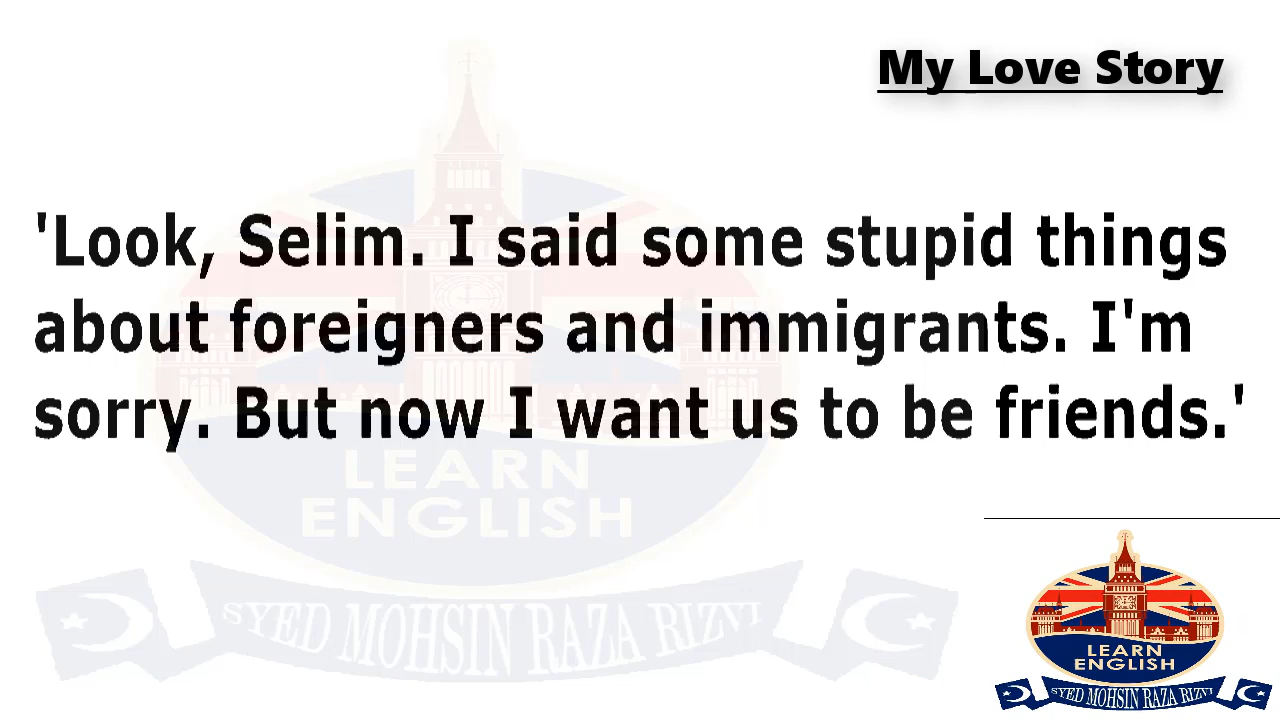 My Love Story
'Look, Selim. I said some stupid things
about foreigners and immigrants. I'm
sorry. But now I want us to be friends.'
LEARN
ENGLISH
SYED MOHSIN RAZA RIZVI
LEARN
ENGLISH
SYED MOHSIN RAZA RIZVI